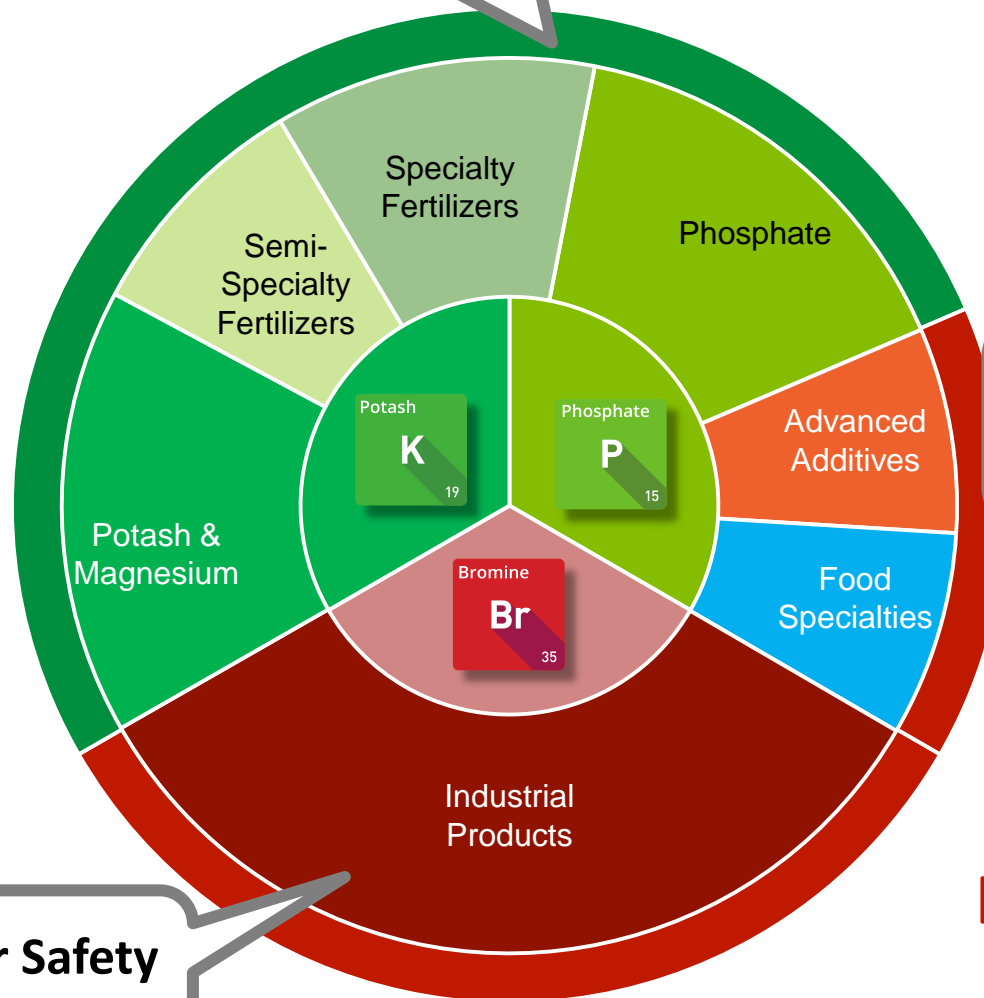 Specialty
Fertilizers
Phosphate
Semi-
Specialty
Fertilizers
Advanced
Additives
Potash
K
19
Phosphate
P
15
Potash &
Magnesium
Bromine
Br
35
Food
Specialties
Industrial
Products
r Safety